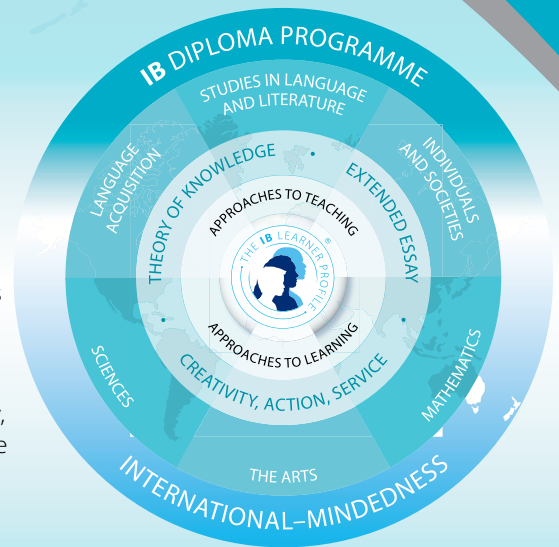 IB DIPLOMA PROGRAMME
STUDIES IN LANGUAGE
AND LITERATURE
LANGUAGE
ACQUISITION
INDIVIDUALS
AND SOCIETIES
THEORY OF KNOWLEDGE
EXTENDED ESSAY
APPROACHES TO TEACHING
THE IB LEARNER PROFILE
®
APPROACHES TO LEARNING
CREATIVITY, ACTION, SERVICE
SCIENCES
MATHEMATICS
THE ARTS
INTERNATIONAL–MINDEDNESS